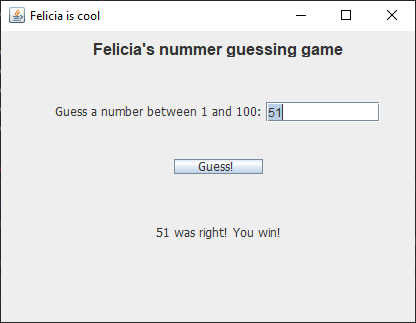 Felicia is cool
Felicia's nummer guessing game
Guess a number between 1 and 100: 51
Guess!
51 was right! You win!